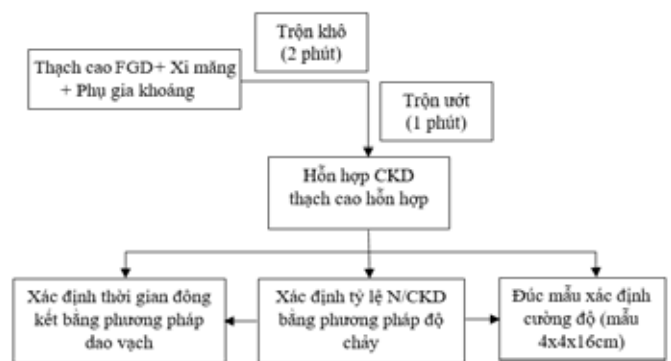 Trộn khô
(2 phút)
Thạch cao FGD+ Xi măng
+ Phụ gia khoáng
Trộn ướt
(1 phút)
Hỗn hợp CKD
thạch cao hỗn hợp
Xác định thời gian đông
kết bằng phương pháp
dao vạch
Xác định tỷ lệ N/CKD
bằng phương pháp độ
chảy
Đúc mẫu xác định
cường độ (mẫu
4x4x16cm)